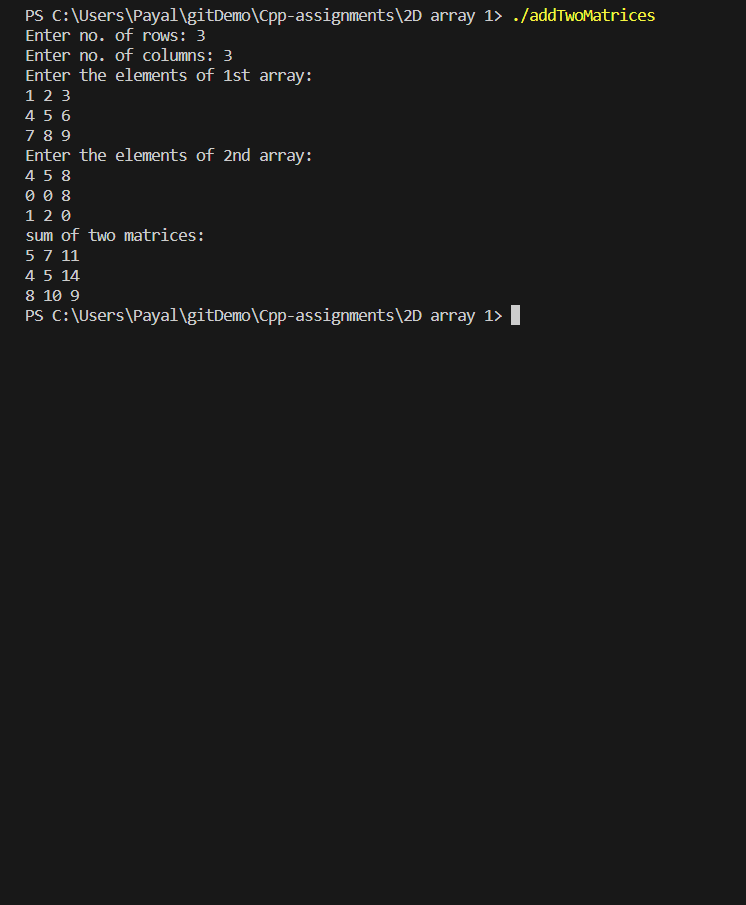 PS C:\Users\Payal\gitDemo\Cpp-assignments\2D array 1> ./addTwoMatrices
Enter no. of rows: 3
Enter no. of columns: 3
Enter the elements of 1st array:
1 2 3
4 5 6
7 8 9
Enter the elements of 2nd array:
4 5 8
0 0 8
1 2 0
sum of two matrices:
5 7 11
4 5 14
8 10 9
PS C:\Users\Payal\gitDemo\Cpp-assignments\2D array 1>